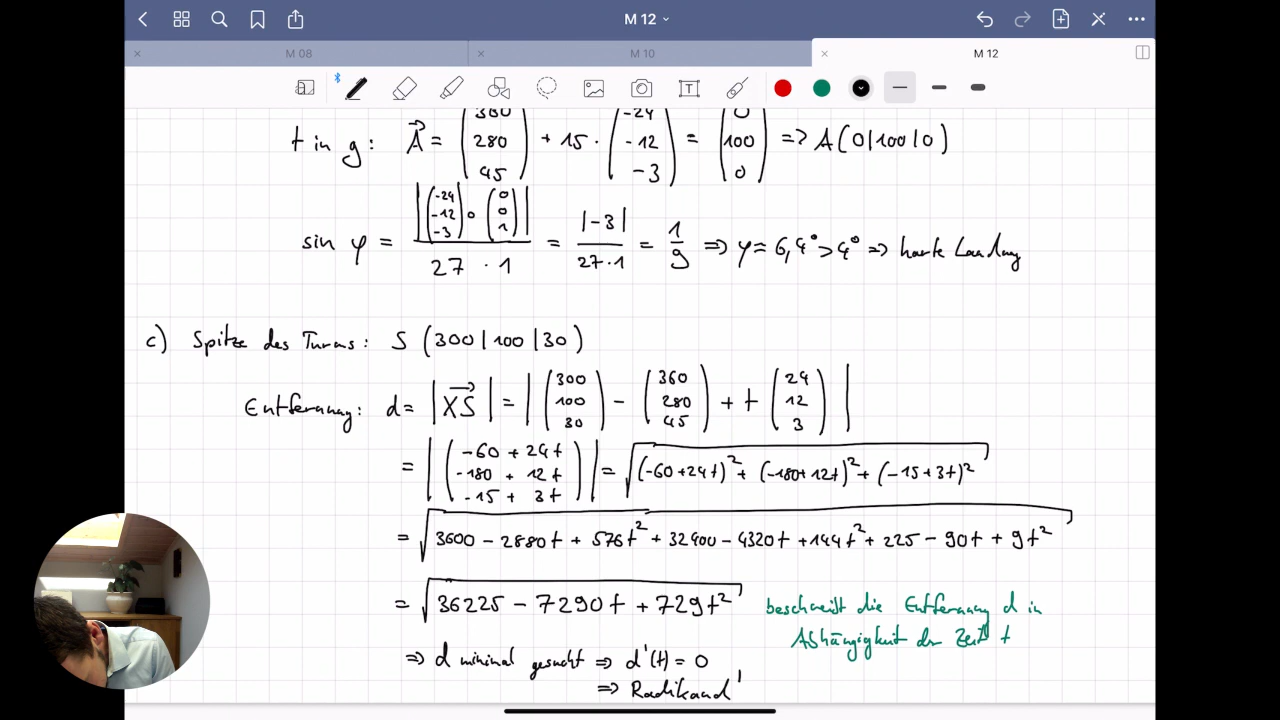 M 12
M 08 M 10 M 12
t in g: A⃗ = (360 280 45) + 15 · (-24 -12 -3) = (0 100 0) => A(0|100|0)
sin φ = |(-24 -12 -3) ∘ (0 0 1)| / 27 · 1 = |-3| / 27·1 = 1/9 => φ ≈ 6,4° > 4° => harte Landung
c) Spitze des Turms: S (300|100|30)
Entfernung: d = |XS⃗| = |(300 100 30) - (360 280 45) + t (24 12 3)|
= |(-60 + 24t -180 + 12t -15 + 3t)| = √((-60+24t)² + (-180+12t)² + (-15+3t)²)
= √(3600 - 2880t + 576t² + 32400 - 4320t + 144t² + 225 - 90t + 9t²)
= √(36225 - 7290t + 729t²) beschreibt die Entfernung d in
Abhängigkeit der Zeit t
=> d minimal gesucht => d'(t) = 0
=> Radikand'